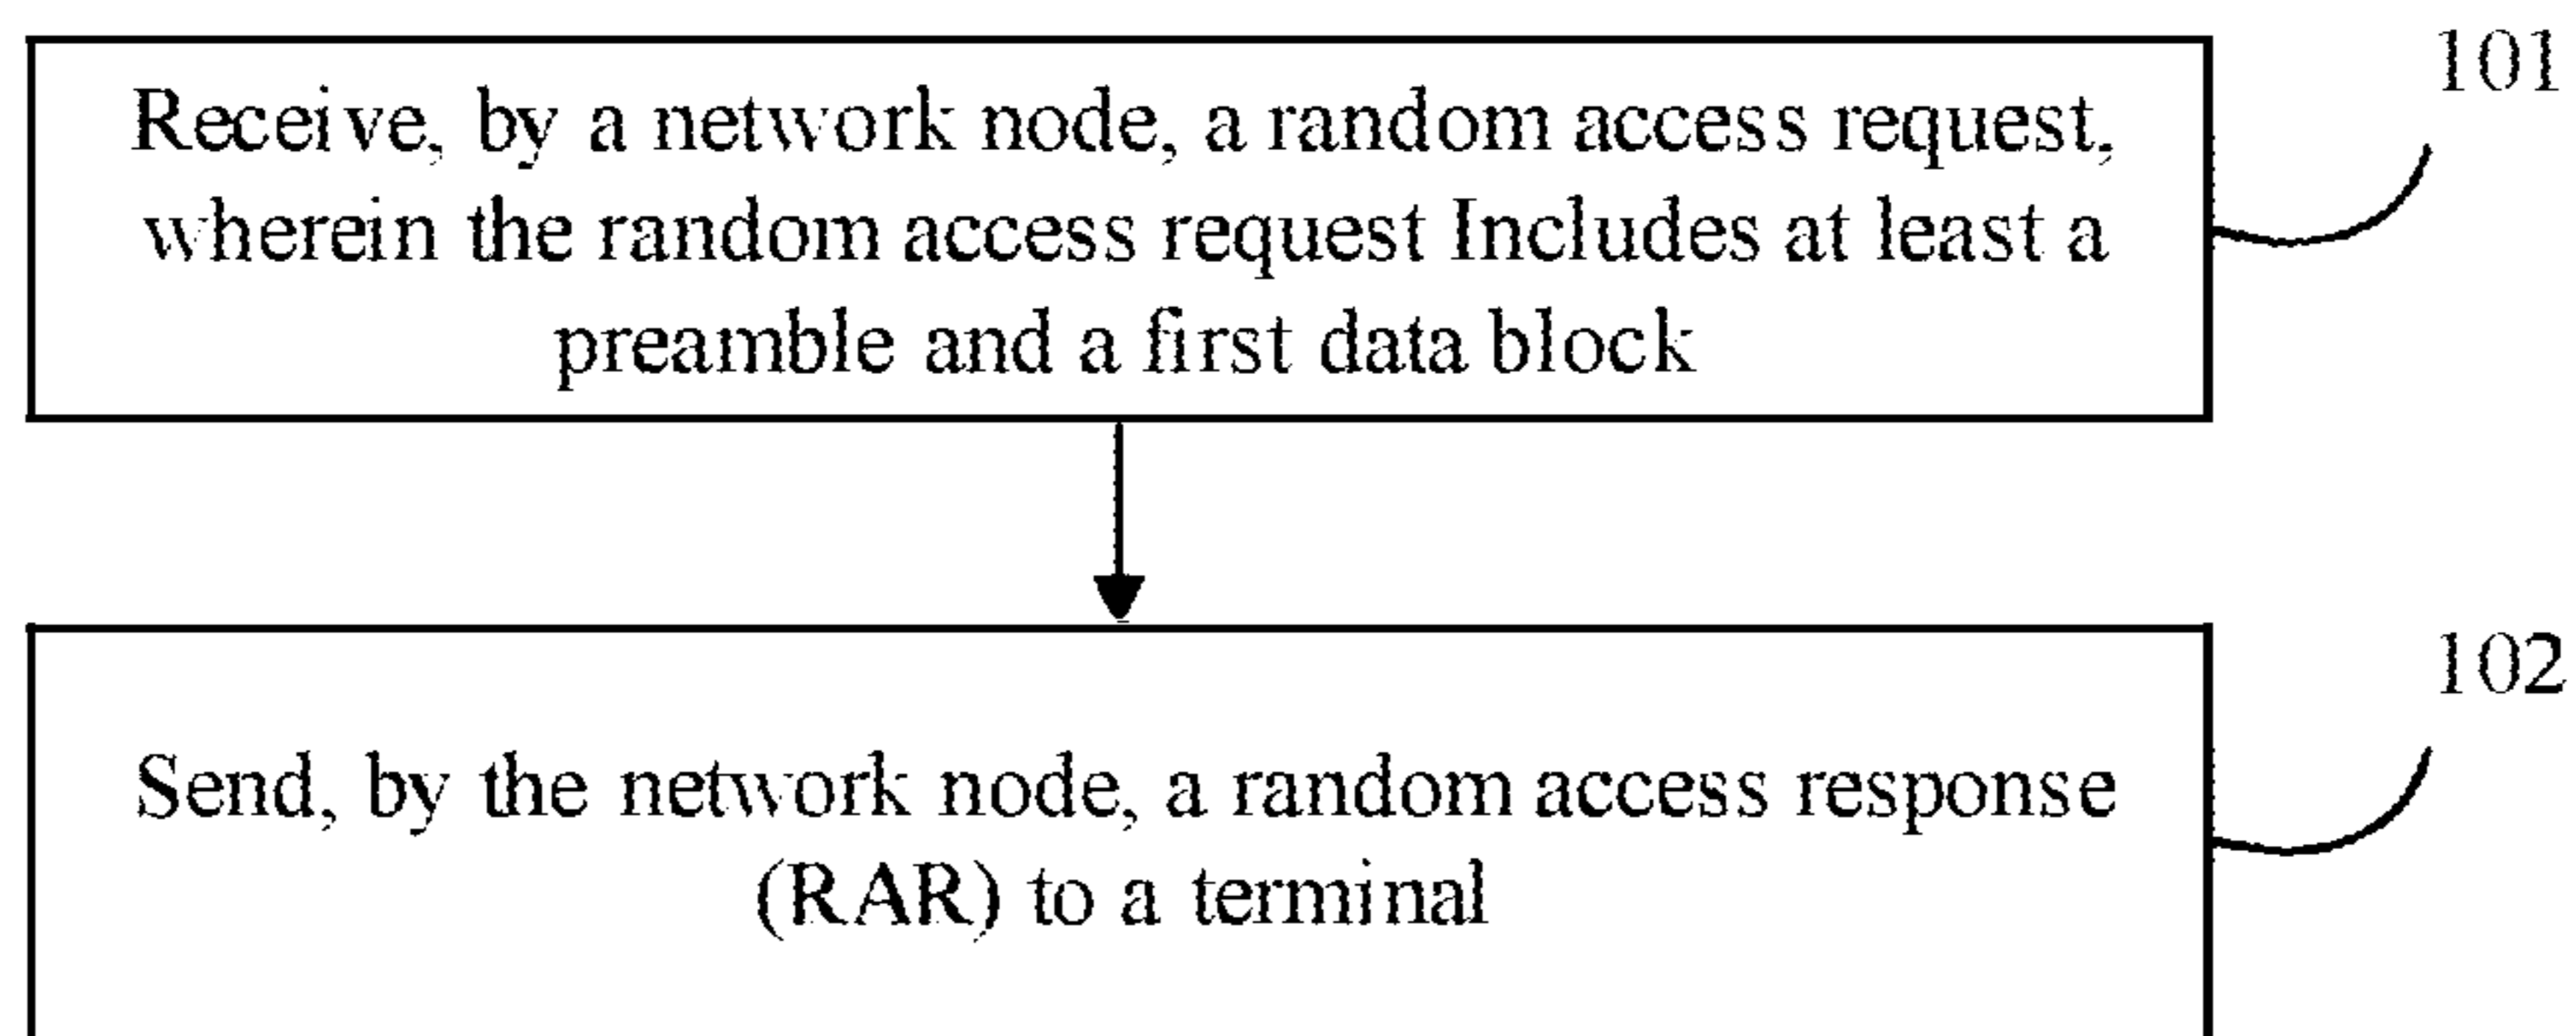 101
Receive, by a network node, a random access request,
wherein the random access request Includes at least a
preamble and a first data block
102
Send, by the network node, a random access response
(RAR) to a terminal